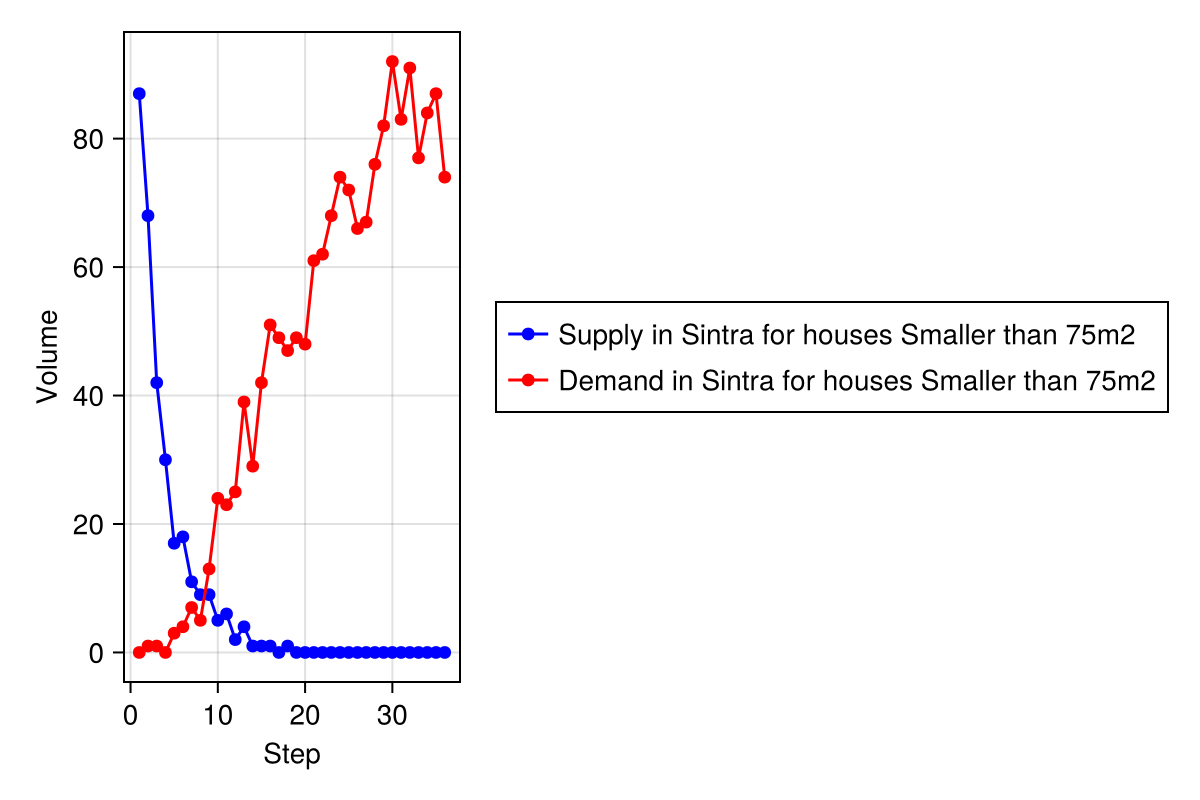 Volume
80
60
40
20
0
0 10 20 30
Step
Supply in Sintra for houses Smaller than 75m2
Demand in Sintra for houses Smaller than 75m2